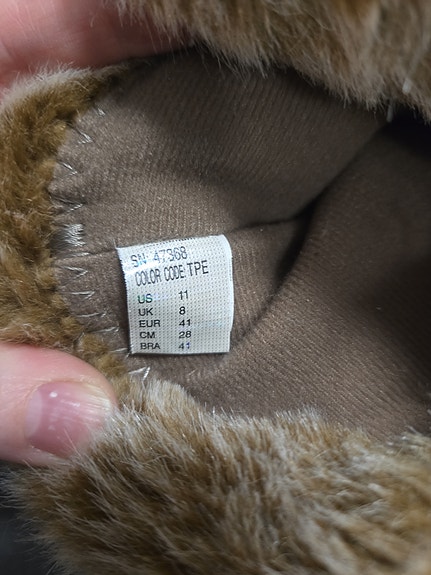 SN: 47368
COLOR CODE: TPE
US 11
UK 8
EUR 41
CM 28
BRA 41